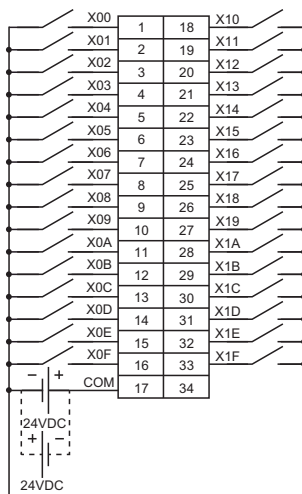 X00 1 18 X10
X01 2 19 X11
X02 3 20 X12
X03 4 21 X13
X04 5 22 X14
X05 6 23 X15
X06 7 24 X16
X07 8 25 X17
X08 9 26 X18
X09 10 27 X19
X0A 11 28 X1A
X0B 12 29 X1B
X0C 13 30 X1C
X0D 14 31 X1D
X0E 15 32 X1E
X0F 16 33 X1F
COM 17 34
− +
24VDC
+ −
24VDC